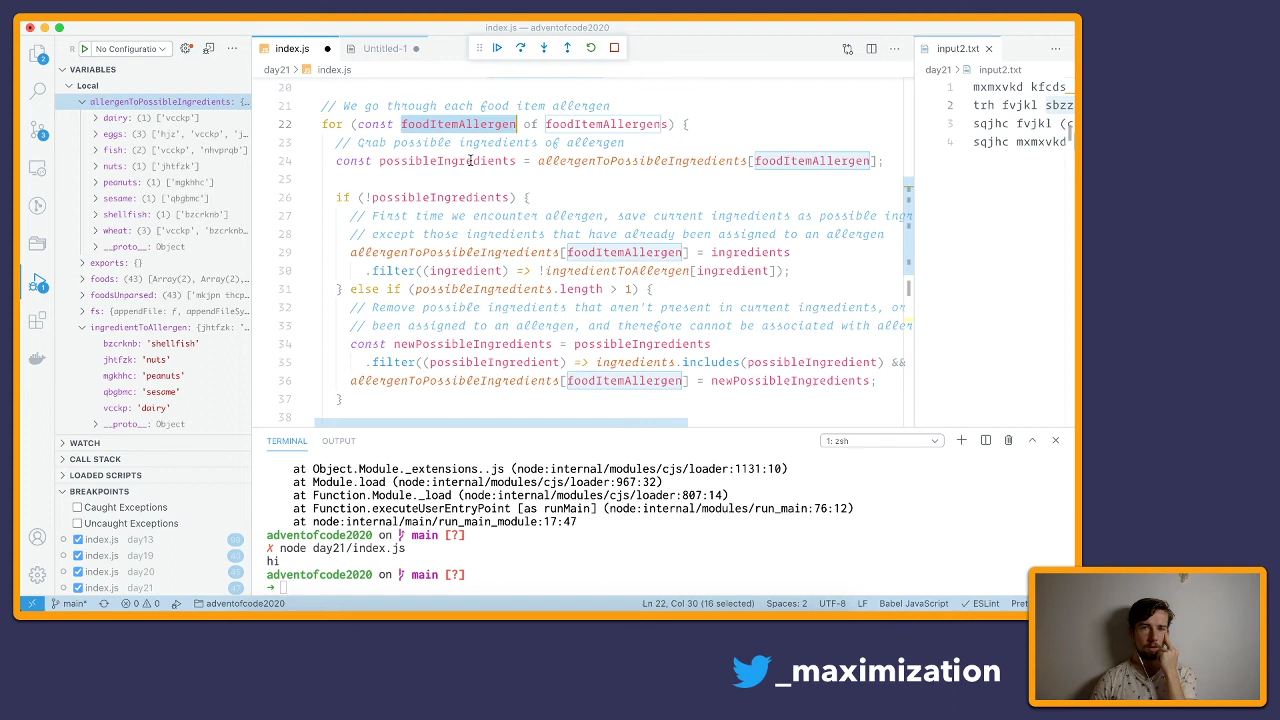 index.js — adventofcode2020
R No Configuratio
index.js
Untitled-1
input2.txt
VARIABLES
day21 > index.js
day21 > input2.txt
Local
allergenToPossibleIngredients: {
dairy: (1) ['vcckp']
eggs: (3) ['hjz', 'vcckp', 'j
fish: (2) ['vcckp', 'nhvprqb']
nuts: (1) ['jhtfzk']
peanuts: (1) ['mgkhhc']
sesame: (1) ['qbgbmc']
shellfish: (1) ['bzcrknb']
wheat: (2) ['vcckp', 'bzcrknb
__proto__: Object
exports: {}
foods: (43) [Array(2), Array(2),
foodsUnparsed: (43) ['mkjpn thcp
fs: {appendFile: ƒ, appendFileSy
ingredientToAllergen: {jhtfzk: '
bzcrknb: 'shellfish'
jhtfzk: 'nuts'
mgkhhc: 'peanuts'
qbgbmc: 'sesame'
vcckp: 'dairy'
__proto__: Object
WATCH
CALL STACK
LOADED SCRIPTS
BREAKPOINTS
Caught Exceptions
Uncaught Exceptions
index.js day13
index.js day19
index.js day20
index.js day21
20
21 // We go through each food item allergen
22 for (const foodItemAllergen of foodItemAllergens) {
23 // Grab possible ingredients of allergen
24 const possibleIngredients = allergenToPossibleIngredients[foodItemAllergen];
25
26 if (!possibleIngredients) {
27 // First time we encounter allergen, save current ingredients as possible ingr
28 // except those ingredients that have already been assigned to an allergen
29 allergenToPossibleIngredients[foodItemAllergen] = ingredients
30 .filter((ingredient) => !ingredientToAllergen[ingredient]);
31 } else if (possibleIngredients.length > 1) {
32 // Remove possible ingredients that aren't present in current ingredients, or
33 // been assigned to an allergen, and therefore cannot be associated with aller
34 const newPossibleIngredients = possibleIngredients
35 .filter((possibleIngredient) => ingredients.includes(possibleIngredient) &&
36 allergenToPossibleIngredients[foodItemAllergen] = newPossibleIngredients;
37 }
38
1 mxmxvkd kfcds
2 trh fvjkl sbzz
3 sqjhc fvjkl (c
4 sqjhc mxmxvkd
TERMINAL OUTPUT
1: zsh
at Object.Module._extensions..js (node:internal/modules/cjs/loader:1131:10)
at Module.load (node:internal/modules/cjs/loader:967:32)
at Function.Module._load (node:internal/modules/cjs/loader:807:14)
at Function.executeUserEntryPoint [as runMain] (node:internal/modules/run_main:76:12)
at node:internal/main/run_main_module:17:47
adventofcode2020 on main [?]
✗ node day21/index.js
hi
adventofcode2020 on main [?]
→
main* 0 0 adventofcode2020 Ln 22, Col 30 (16 selected) Spaces: 2 UTF-8 LF Babel JavaScript ESLint Pret
_maximization